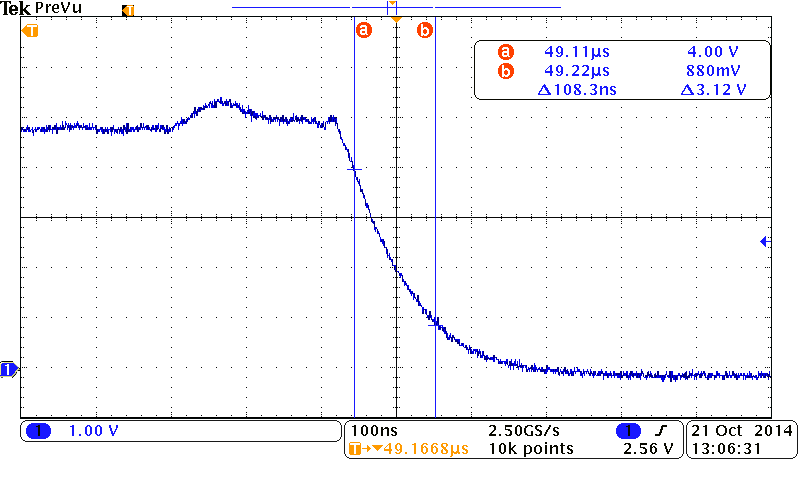 Tek PreVu
T
T
a b
a 49.11µs 4.00 V
b 49.22µs 880mV
Δ108.3ns Δ3.12 V
1
1 1.00 V
100ns 2.50GS/s 1 21 Oct 2014
T→▼49.1668µs 10k points 2.56 V 13:06:31